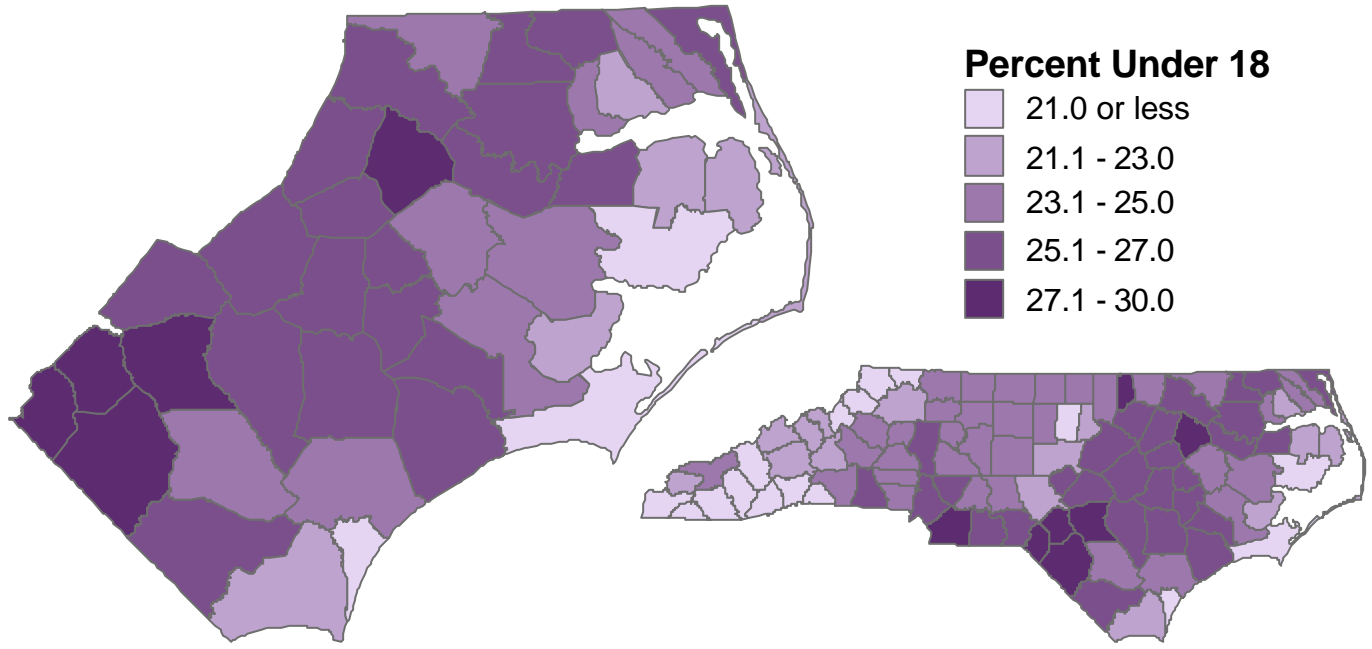 Percent Under 18
21.0 or less
21.1 - 23.0
23.1 - 25.0
25.1 - 27.0
27.1 - 30.0